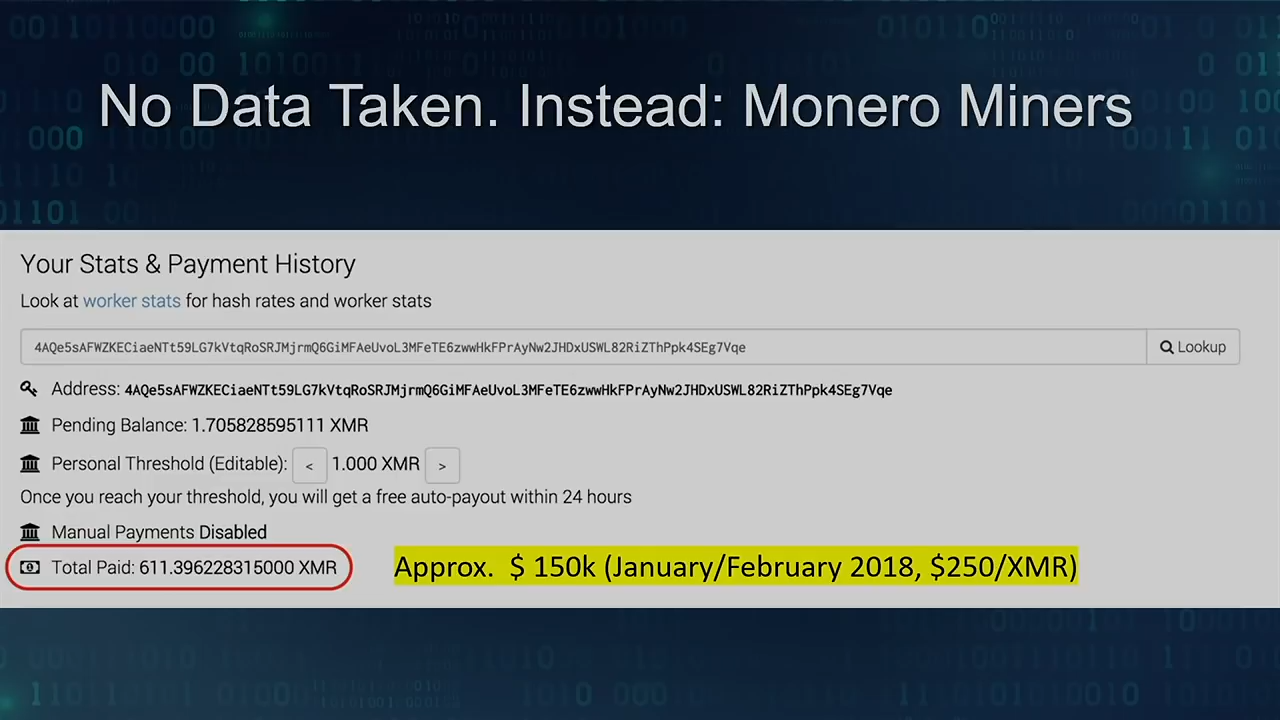 No Data Taken. Instead: Monero Miners
Your Stats & Payment History
Look at worker stats for hash rates and worker stats
4AQe5sAFWZKECiaeNTt59LG7kVtqRoSRJMjrmQ6GiMFAeUvoL3MFeTE6zwwHkFPrAyNw2JHDxUSWL82RiZThPpk4SEg7Vqe
Lookup
Address: 4AQe5sAFWZKECiaeNTt59LG7kVtqRoSRJMjrmQ6GiMFAeUvoL3MFeTE6zwwHkFPrAyNw2JHDxUSWL82RiZThPpk4SEg7Vqe
Pending Balance: 1.705828595111 XMR
Personal Threshold (Editable): < 1.000 XMR >
Once you reach your threshold, you will get a free auto-payout within 24 hours
Manual Payments Disabled
Total Paid: 611.396228315000 XMR
Approx. $ 150k (January/February 2018, $250/XMR)